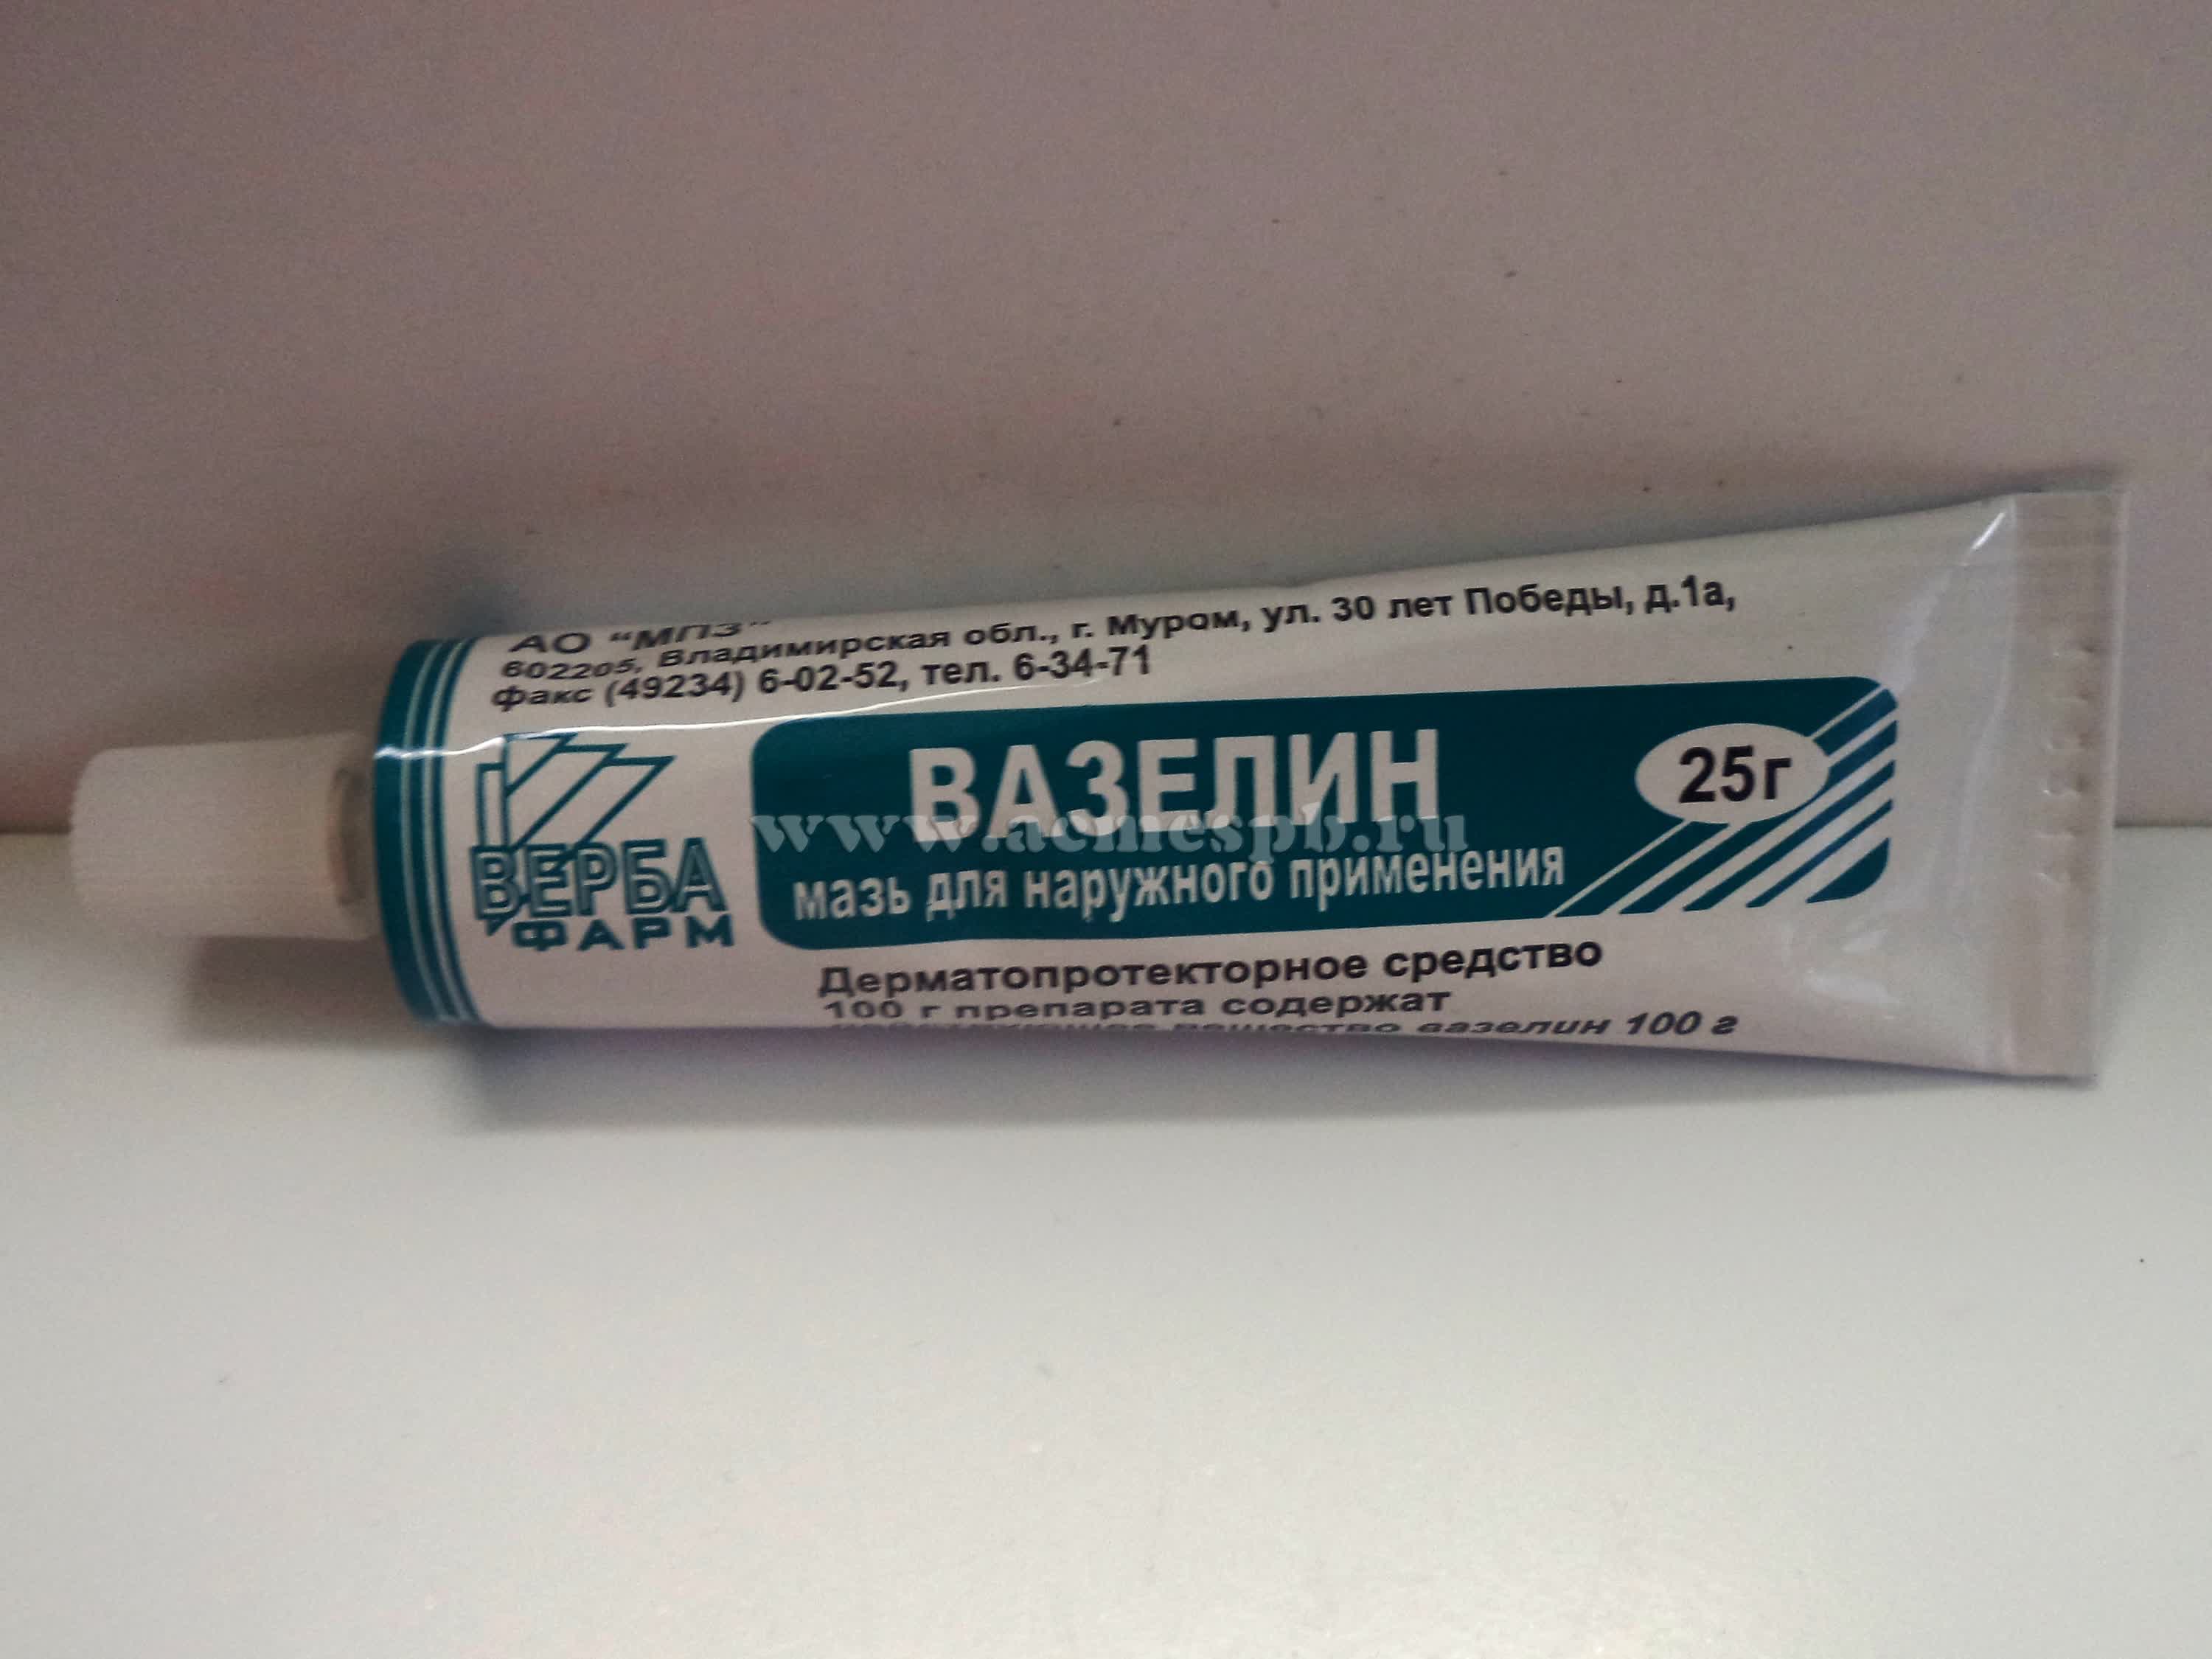 АО "МПЗ"
602205, Владимирская обл., г. Муром, ул. 30 лет Победы, д.1а,
факс (49234) 6-02-52, тел. 6-34-71
ВЕРБА
ФАРМ
ВАЗЕЛИН
25г
www.acmespb.ru
мазь для наружного применения
Дерматопротекторное средство
100 г препарата содержат
вещество вазелин 100 г